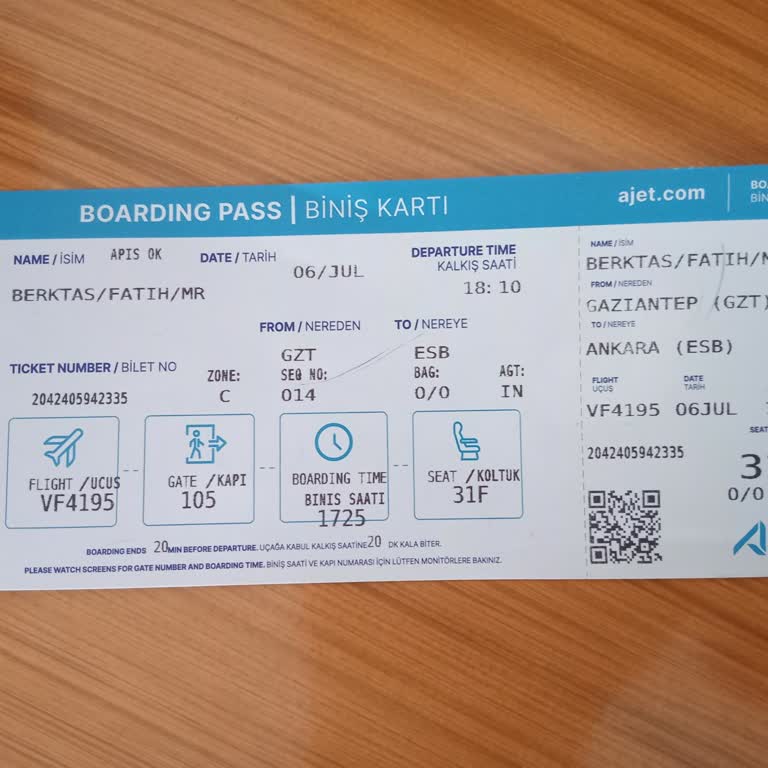 BOARDING PASS | BİNİŞ KARTI
ajet.com
NAME / İSİM APIS OK
DATE / TARİH
06/JUL
DEPARTURE TIME
KALKIŞ SAATİ
18: 10
BERKTAS/FATIH/MR
FROM / NEREDEN
GZT
TO / NEREYE
ESB
TICKET NUMBER / BİLET NO
2042405942335
ZONE:
C
SEQ NO:
014
BAG:
0/0
AGT:
IN
FLIGHT /UCUS
VF4195
GATE /KAPI
105
BOARDING TIME
BINIS SAATI
1725
SEAT /KOLTUK
31F
BOARDING ENDS 20 MIN BEFORE DEPARTURE. UÇAĞA KABUL KALKIŞ SAATİNE 20 DK KALA BİTER.
PLEASE WATCH SCREENS FOR GATE NUMBER AND BOARDING TIME. BİNİŞ SAATİ VE KAPI NUMARASI İÇİN LÜTFEN MONİTÖRLERE BAKINIZ.
NAME / İSİM
BERKTAS/FATIH/M
FROM / NEREDEN
GAZIANTEP (GZT)
TO / NEREYE
ANKARA (ESB)
FLIGHT
UÇUŞ
DATE
TARİH
VF4195 06JUL
SEAT
2042405942335
0/0